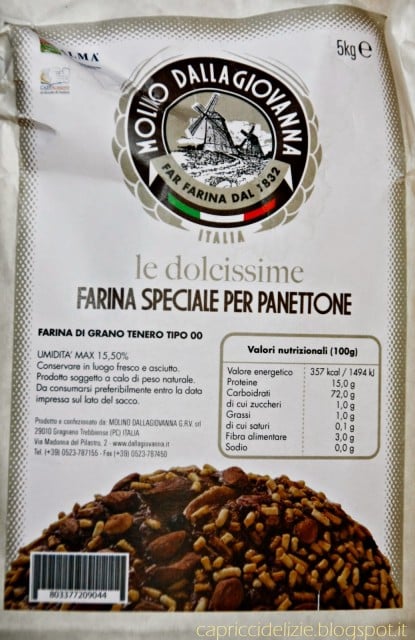 ALMA
5kg e
MOLINO DALLAGIOVANNA
FAR FARINA DAL 1832
ITALIA
le dolcissime
FARINA SPECIALE PER PANETTONE
FARINA DI GRANO TENERO TIPO 00
UMIDITA' MAX 15,50%
Conservare in luogo fresco e asciutto.
Prodotto soggetto a calo di peso naturale.
Da consumarsi preferibilmente entro la data
impressa sul lato del sacco.
Prodotto e confezionato da: MOLINO DALLAGIOVANNA G.R.V. srl
29010 Gragnano Trebbiense (PC) ITALIA
Via Madonna del Pilastro, 2 - www.dallagiovanna.it
Tel. (+39) 0523-787155 - Fax (+39) 0523-787450
Valori nutrizionali (100g)
Valore energetico 357 kcal / 1494 kJ
Proteine 15,0 g
Carboidrati 72,0 g
di cui zuccheri 1,0 g
Grassi 1,0 g
di cui saturi 0,1 g
Fibra alimentare 3,0 g
Sodio 0,0 g
803377209044
capriccidelizie.blogspot.it